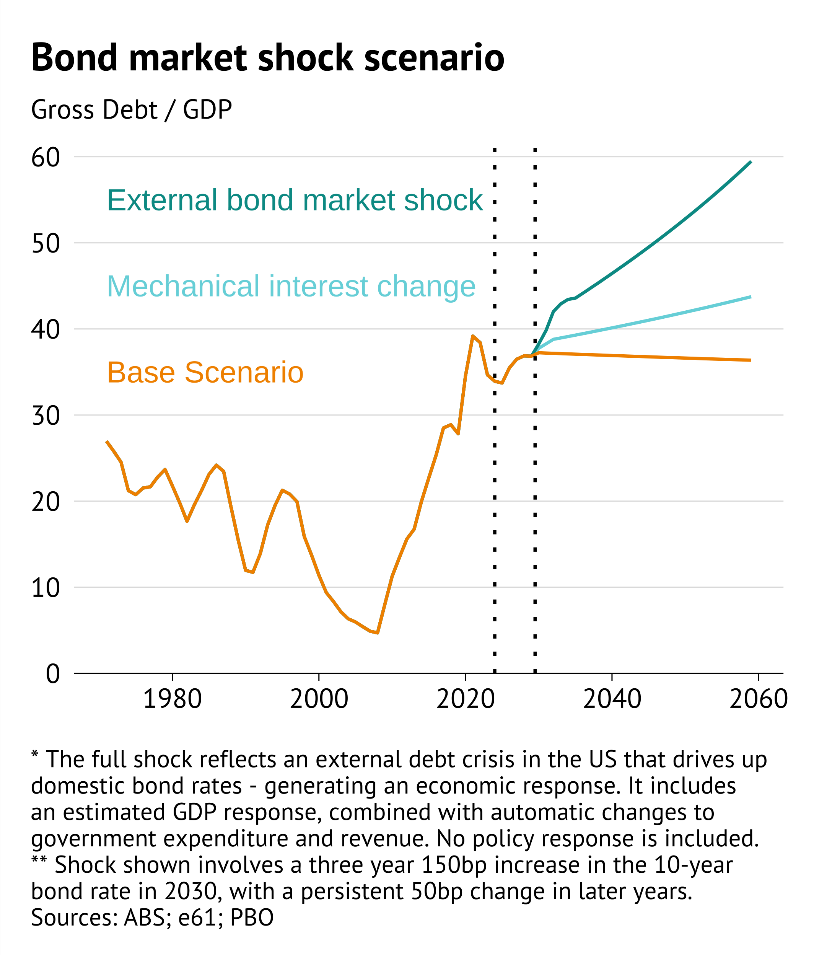 Bond market shock scenario
Gross Debt / GDP
60
External bond market shock
50
Mechanical interest change
40
Base Scenario
30
20
10
0
1980 2000 2020 2040 2060
* The full shock reflects an external debt crisis in the US that drives up
domestic bond rates - generating an economic response. It includes
an estimated GDP response, combined with automatic changes to
government expenditure and revenue. No policy response is included.
** Shock shown involves a three year 150bp increase in the 10-year
bond rate in 2030, with a persistent 50bp change in later years.
Sources: ABS; e61; PBO